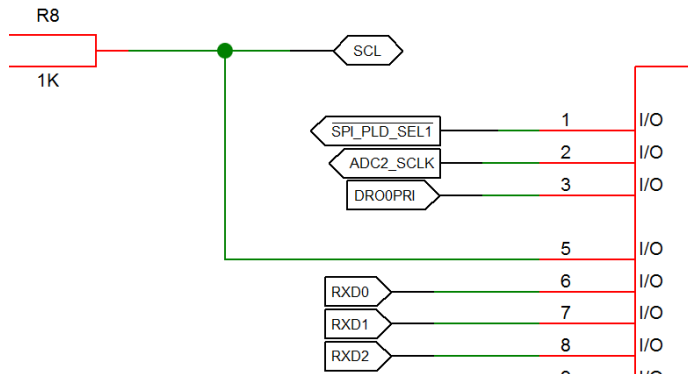 R8
SCL
1K
SPI_PLD_SEL1 1 I/O
ADC2_SCLK 2 I/O
DRO0PRI 3 I/O
5 I/O
RXD0 6 I/O
RXD1 7 I/O
RXD2 8 I/O
I/O